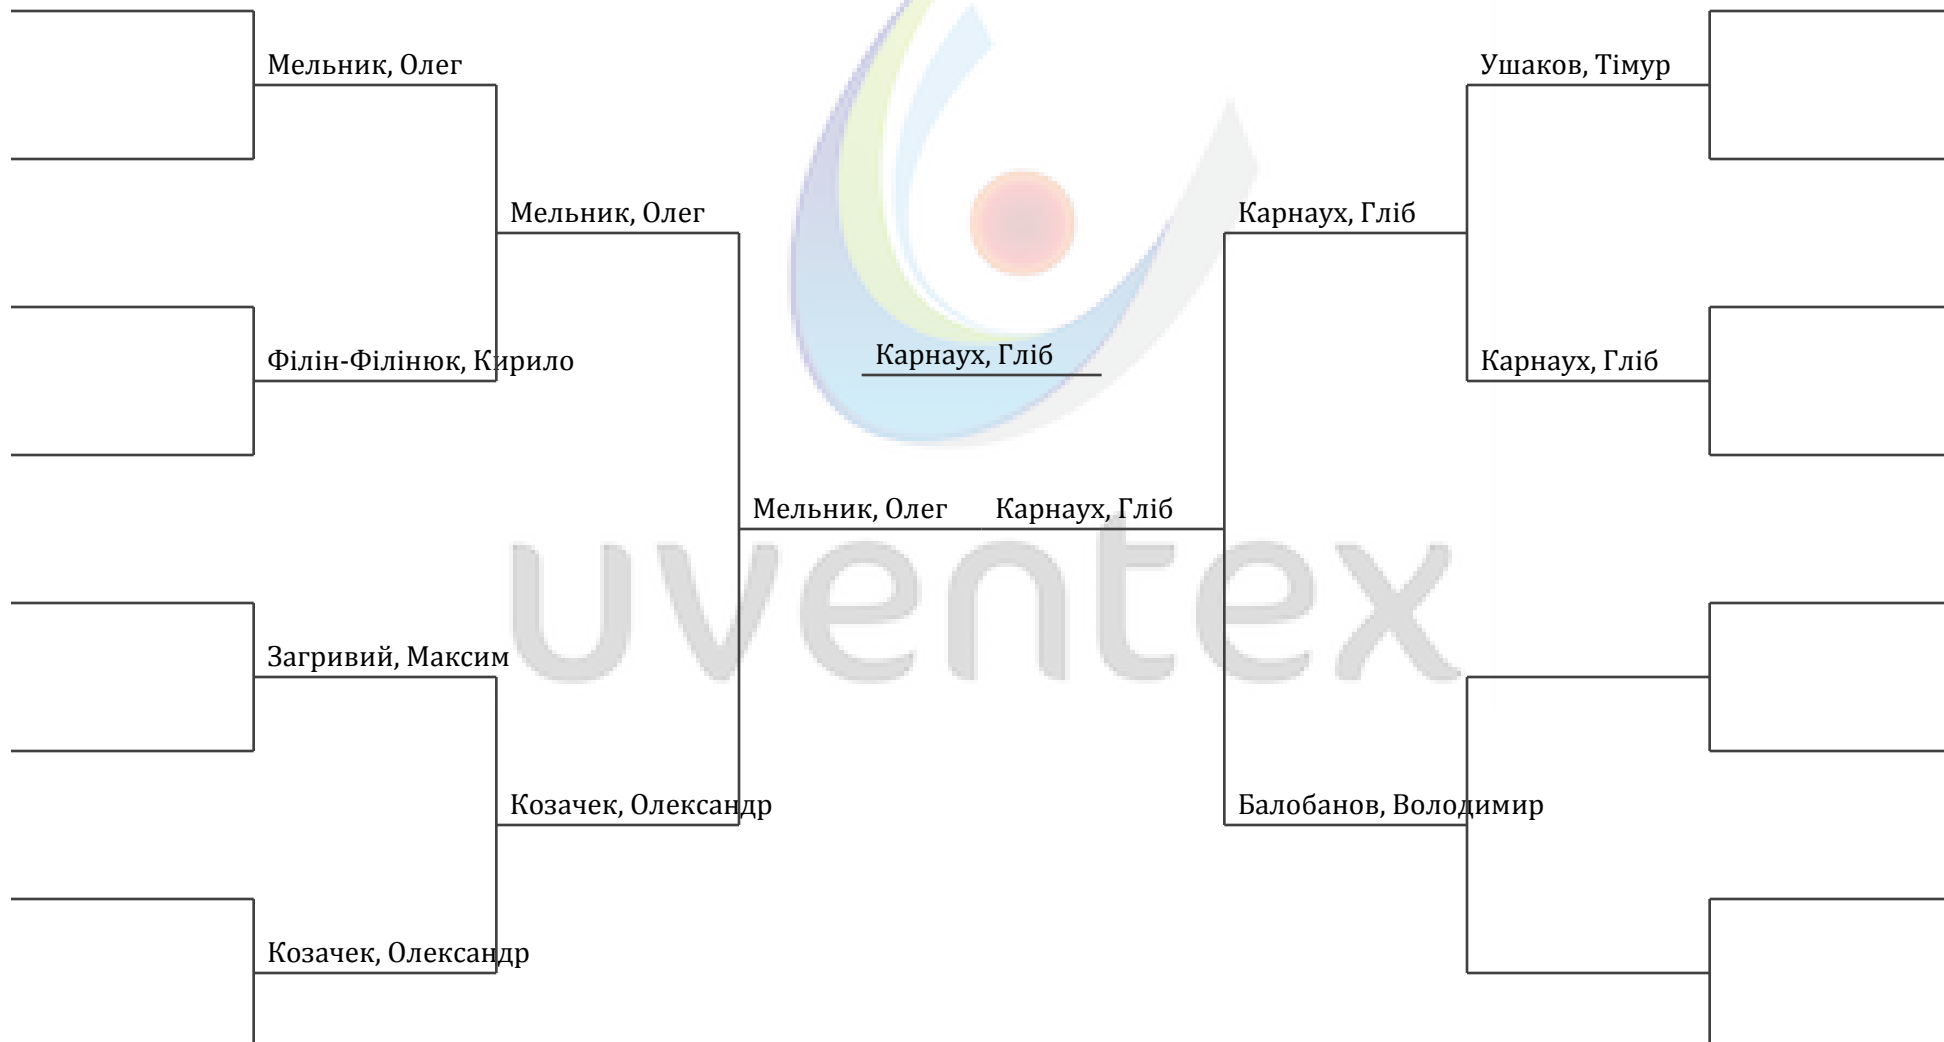 Мельник, Олег
Ушаков, Тімур
Мельник, Олег
Карнаух, Гліб
Філін-Філінюк, Кирило
Карнаух, Гліб
Карнаух, Гліб
Мельник, Олег
Карнаух, Гліб
uventex
Загривий, Максим
Козачек, Олександр
Балобанов, Володимир
Козачек, Олександр